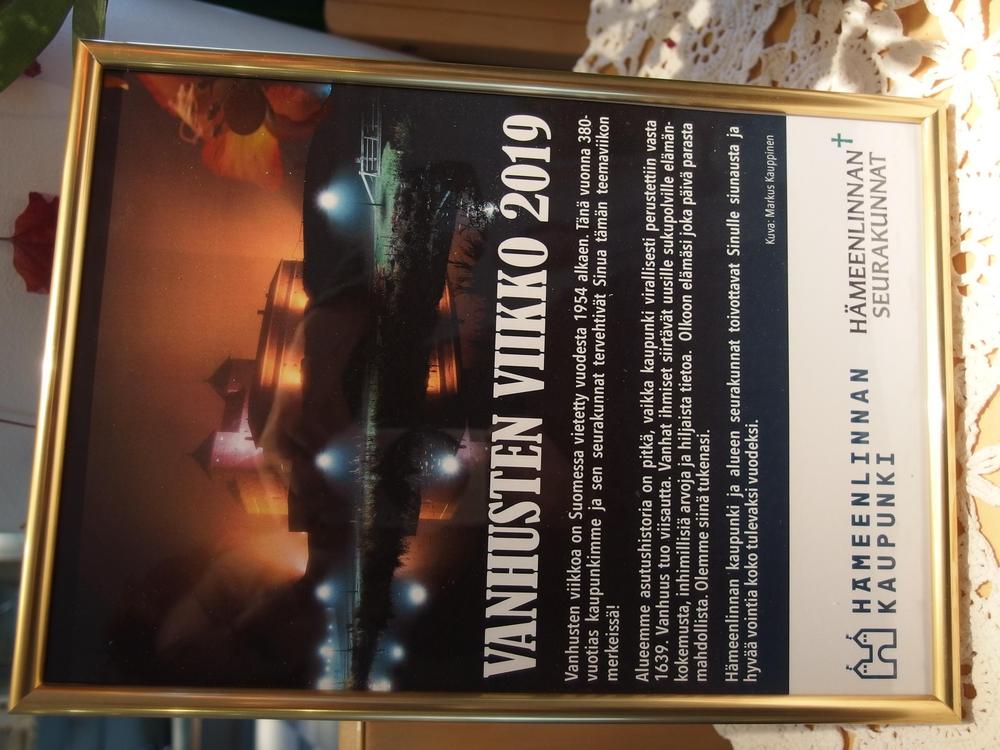 VANHUSTEN VIIKKO 2019
Vanhusten viikkoa on Suomessa vietetty vuodesta 1954 alkaen. Tänä vuonna 380-
vuotias kaupunkimme ja sen seurakunnat tervehtivät Sinua tämän teemaviikon
merkeissä!
Alueemme asutushistoria on pitkä, vaikka kaupunki virallisesti perustettiin vasta
1639. Vanhuus tuo viisautta. Vanhat ihmiset siirtävät uusille sukupolville elämän-
kokemusta, inhimillisiä arvoja ja hiljaista tietoa. Olkoon elämäsi joka päivä parasta
mahdollista. Olemme siinä tukenasi.
Hämeenlinnan kaupunki ja alueen seurakunnat toivottavat Sinulle siunausta ja
hyvää vointia koko tulevaksi vuodeksi.
Kuva: Markus Kauppinen
HÄMEENLINNAN
KAUPUNKI
HÄMEENLINNAN
SEURAKUNNAT